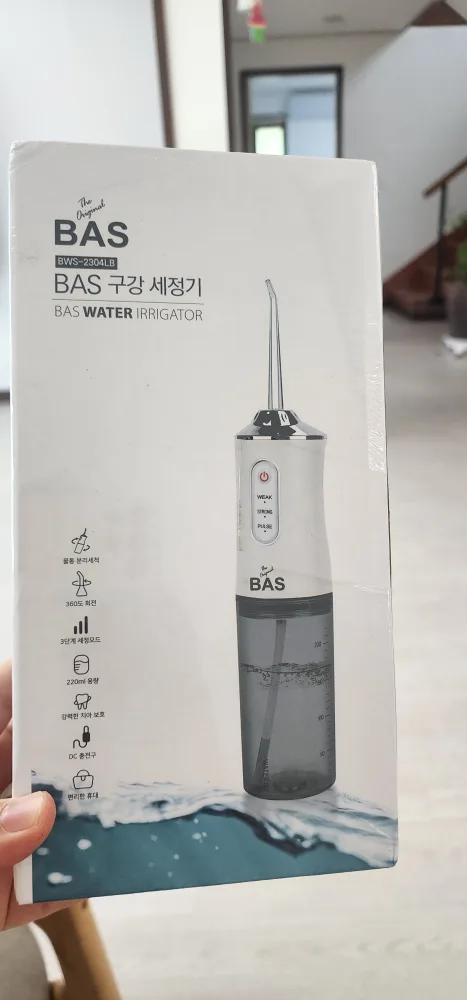 The
Original
BAS
BWS-2304LB
BAS 구강 세정기
BAS WATER IRRIGATOR
WEAK
STRONG
PULSE
The
Original
BAS
물통 분리세척
360도 회전
3단계 세정모드
220ml 용량
강력한 치아 보호
DC 충전구
편리한 휴대